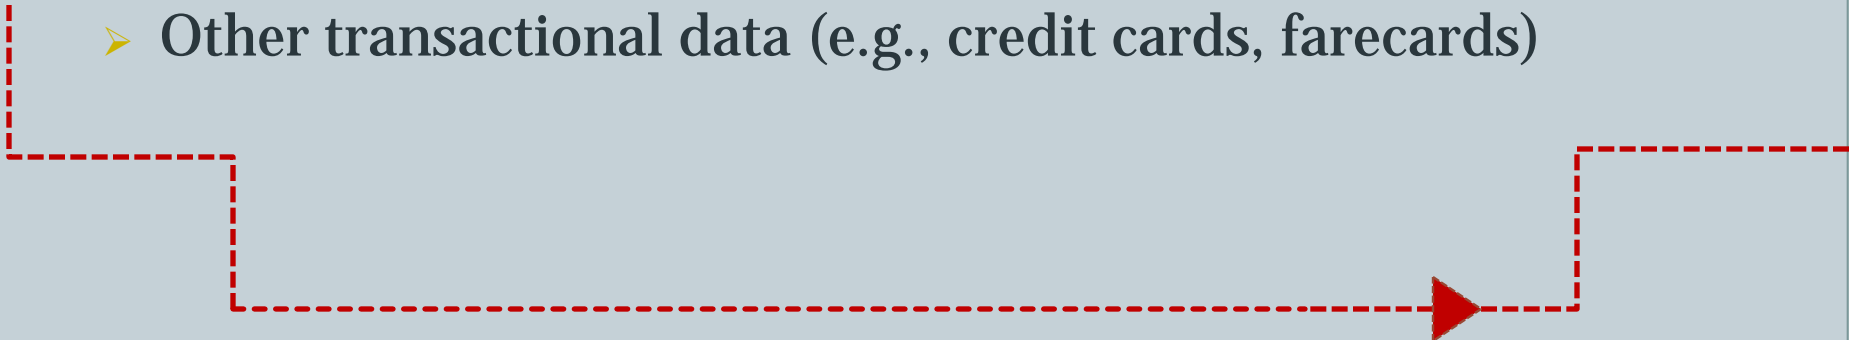 Other transactional data (e.g., credit cards, farecards)